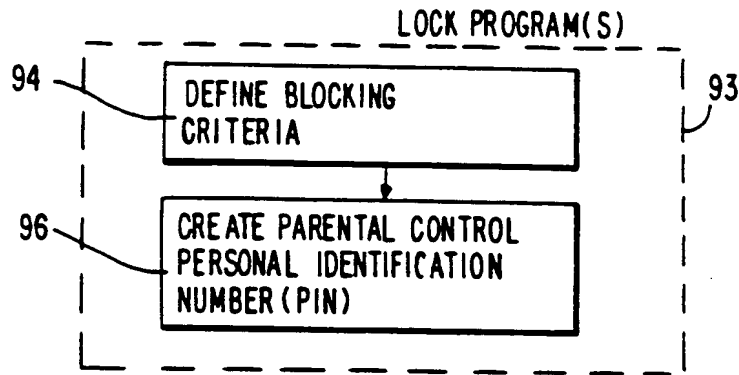 LOCK PROGRAM(S)
94
DEFINE BLOCKING
CRITERIA
93
96
CREATE PARENTAL CONTROL
PERSONAL IDENTIFICATION
NUMBER(PIN)